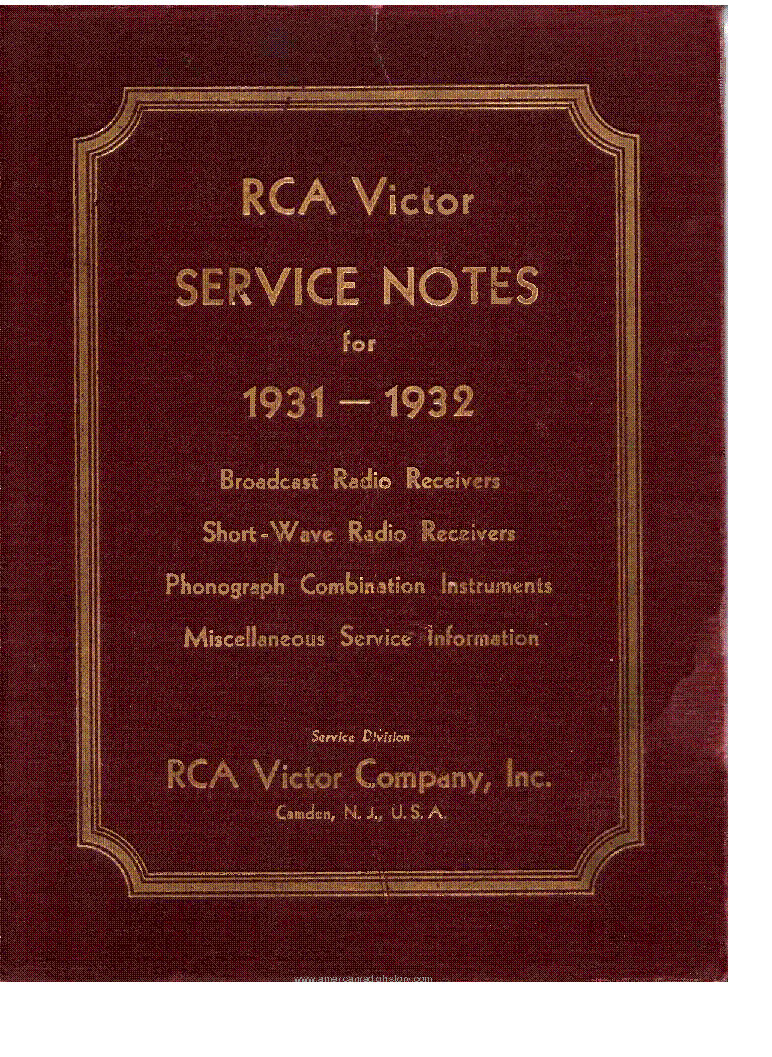 RCA Victor
SERVICE NOTES
for
1931 — 1932
Broadcast Radio Receivers
Short-Wave Radio Receivers
Phonograph Combination Instruments
Miscellaneous Service Information
Service Division
RCA Victor Company, Inc.
Camden, N. J., U. S. A.
www.americanradiohistory.com